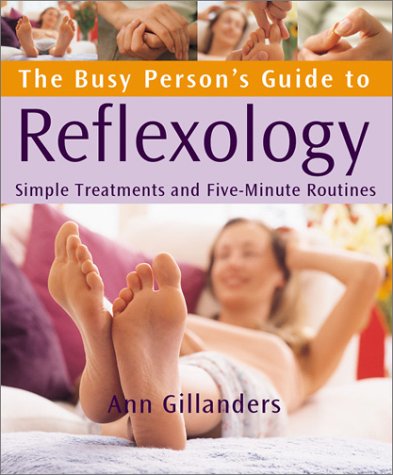 The Busy Person's Guide to
Reflexology
Simple Treatments and Five-Minute Routines
Ann Gillanders